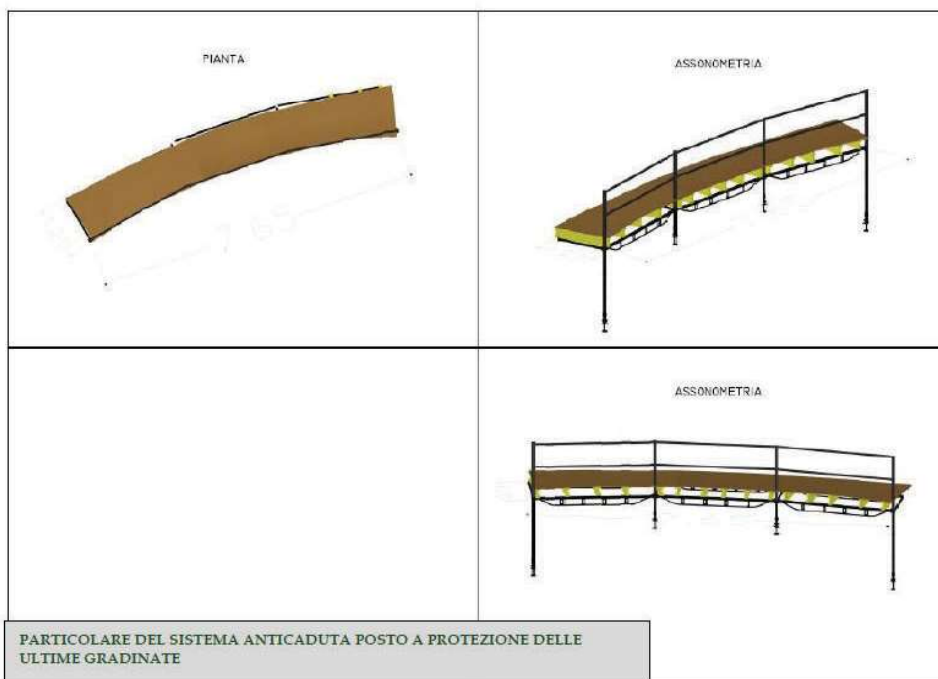 PIANTA
ASSONOMETRIA
ASSONOMETRIA
PARTICOLARE DEL SISTEMA ANTICADUTA POSTO A PROTEZIONE DELLE
ULTIME GRADINATE